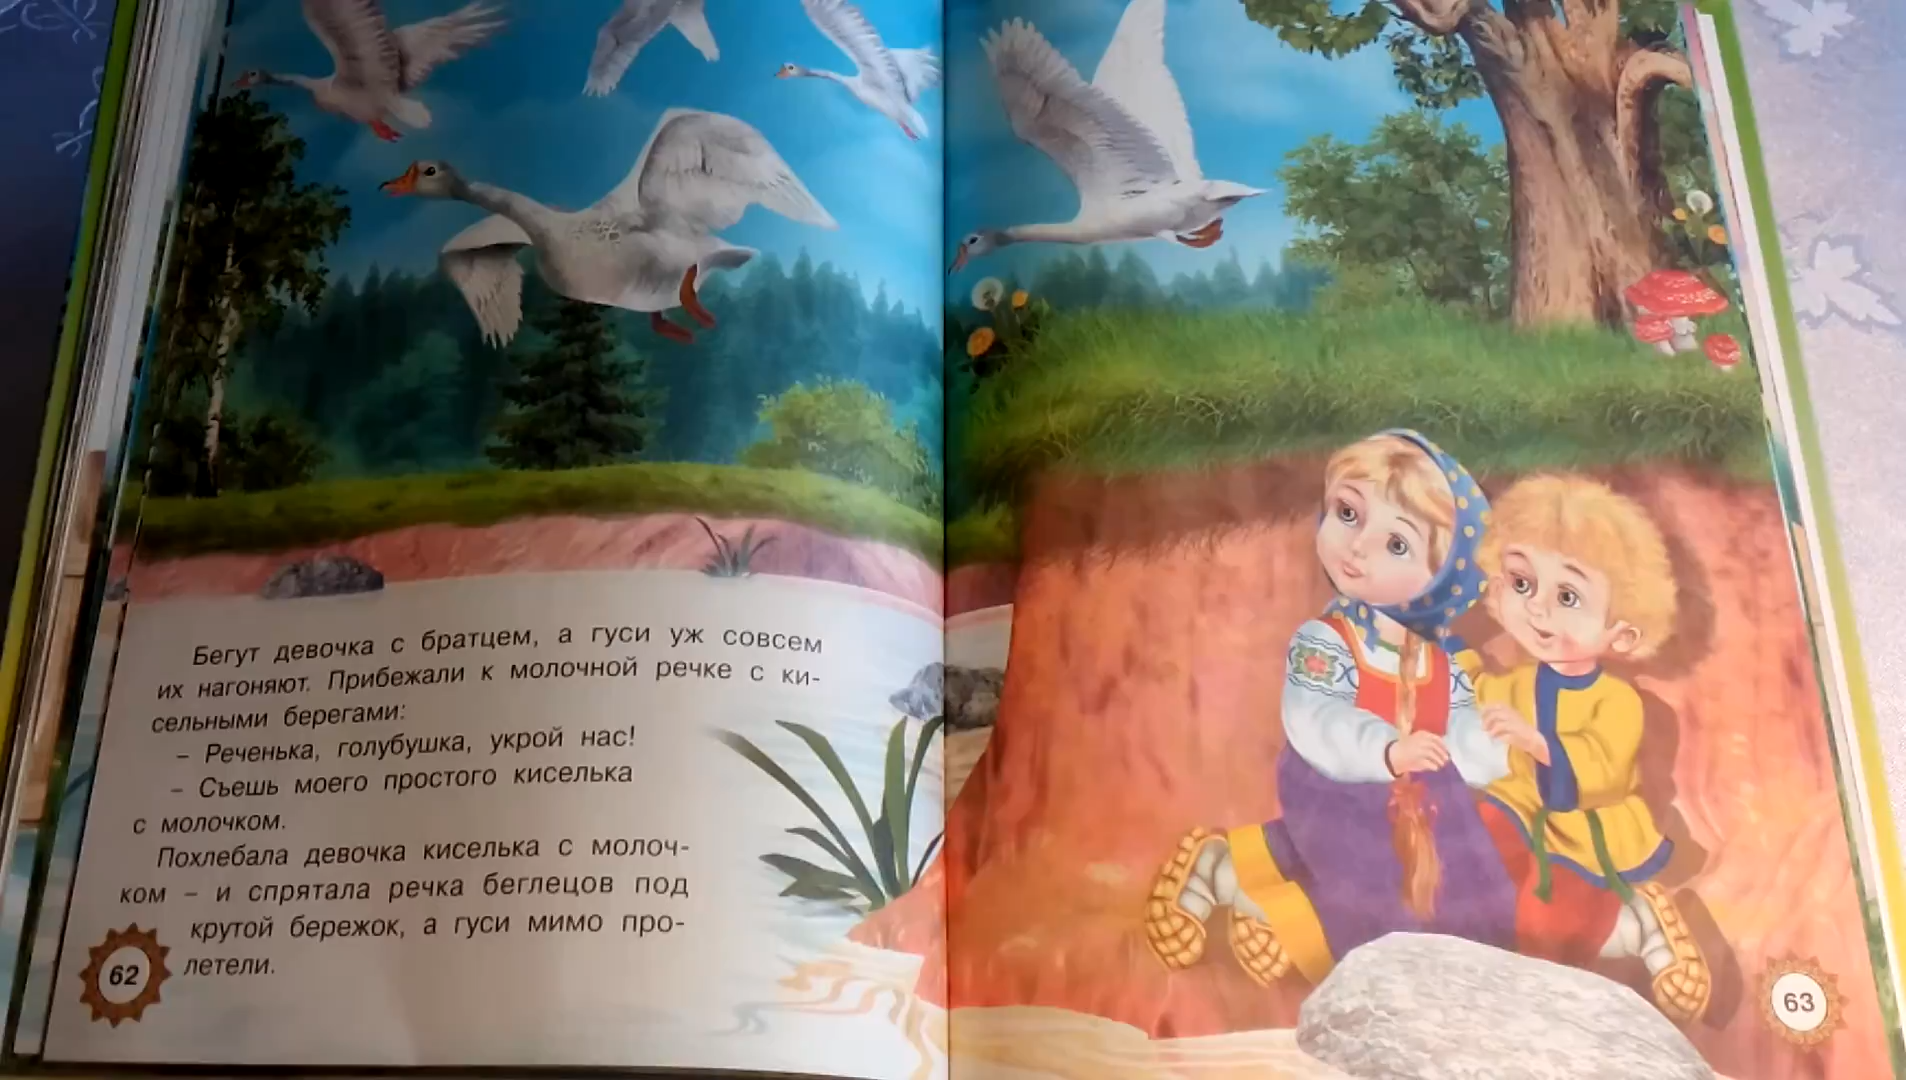 Бегут девочка с братцем, а гуси уж совсем
их нагоняют. Прибежали к молочной речке с ки-
сельными берегами:
– Реченька, голубушка, укрой нас!
– Съешь моего простого киселька
с молочком.
Похлебала девочка киселька с молоч-
ком – и спрятала речка беглецов под
крутой бережок, а гуси мимо про-
летели.
62
63